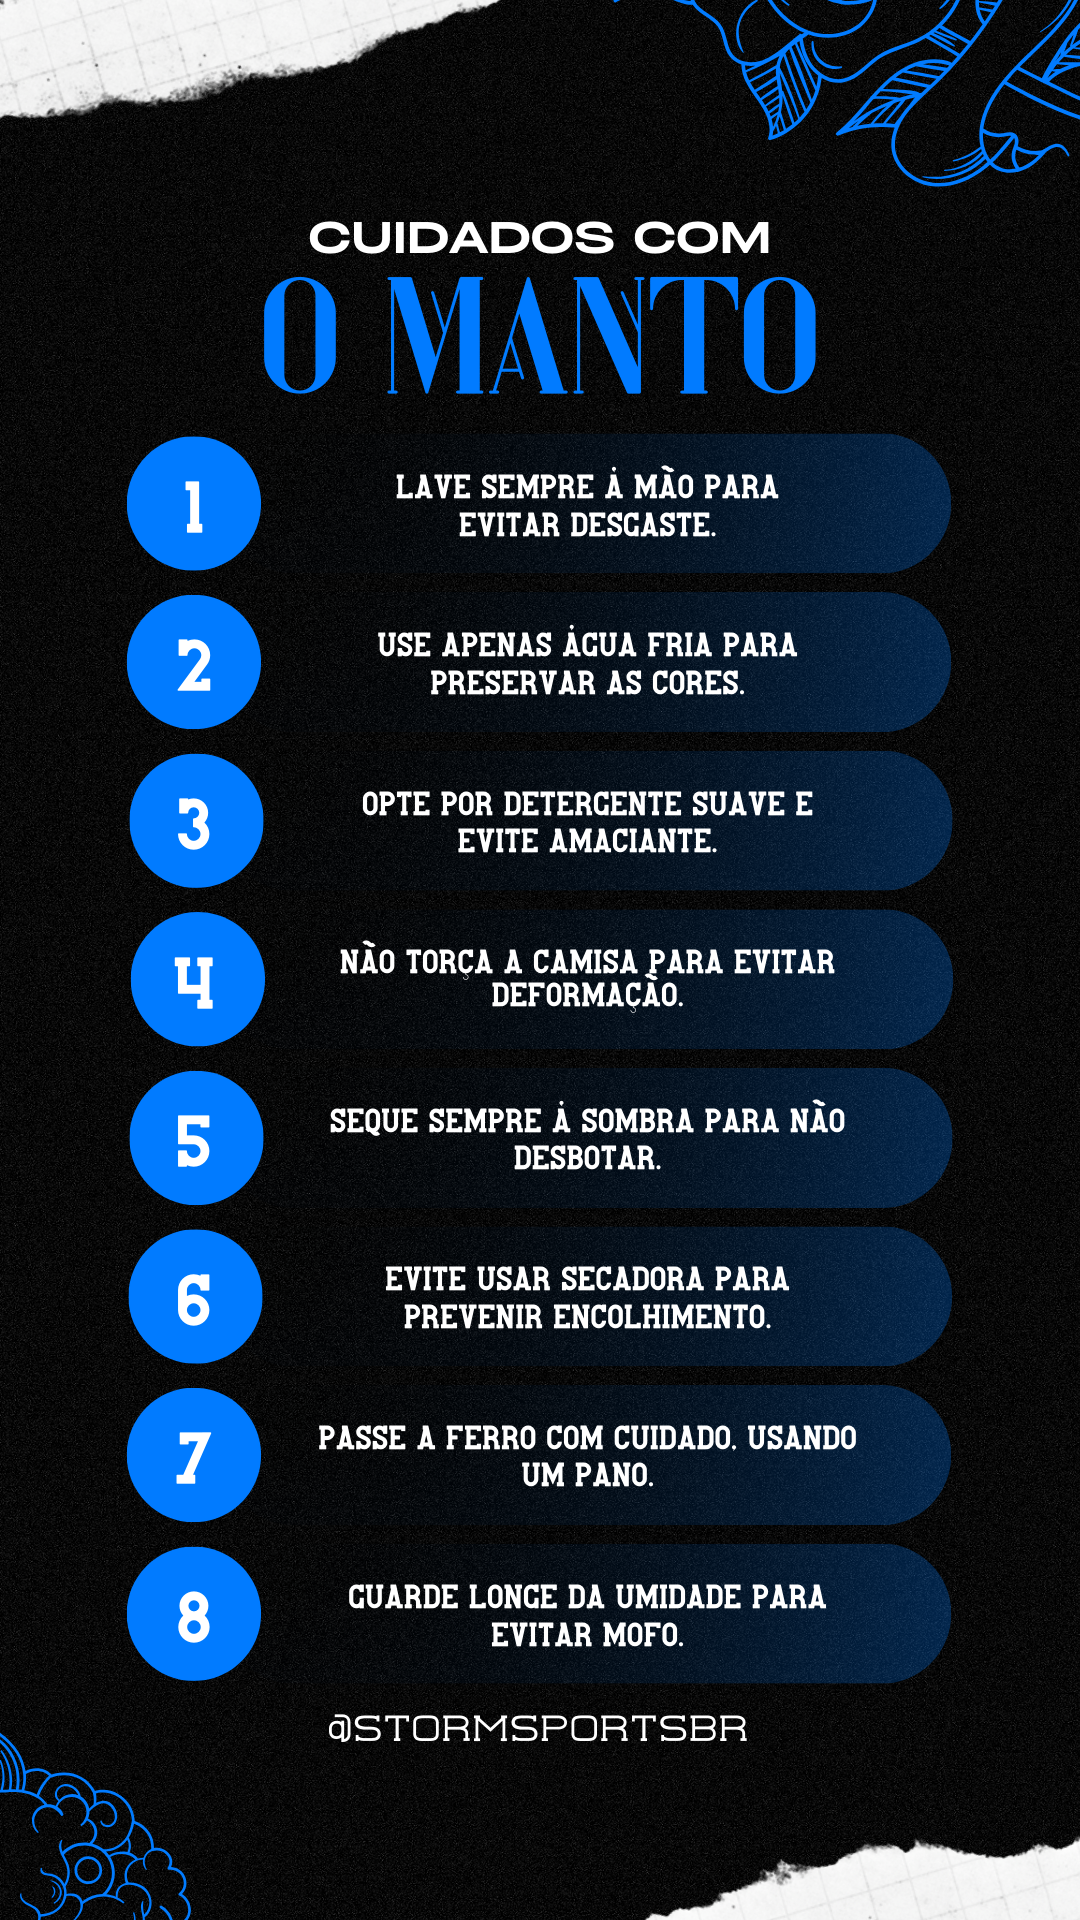 CUIDADOS COM
O MANTO
1
LAVE SEMPRE À MÃO PARA
EVITAR DESGASTE.
2
USE APENAS ÁGUA FRIA PARA
PRESERVAR AS CORES.
3
OPTE POR DETERGENTE SUAVE E
EVITE AMACIANTE.
4
NÃO TORÇA A CAMISA PARA EVITAR
DEFORMAÇÃO.
5
SEQUE SEMPRE À SOMBRA PARA NÃO
DESBOTAR.
6
EVITE USAR SECADORA PARA
PREVENIR ENCOLHIMENTO.
7
PASSE A FERRO COM CUIDADO, USANDO
UM PANO.
8
GUARDE LONGE DA UMIDADE PARA
EVITAR MOFO.
@STORMSPORTSBR